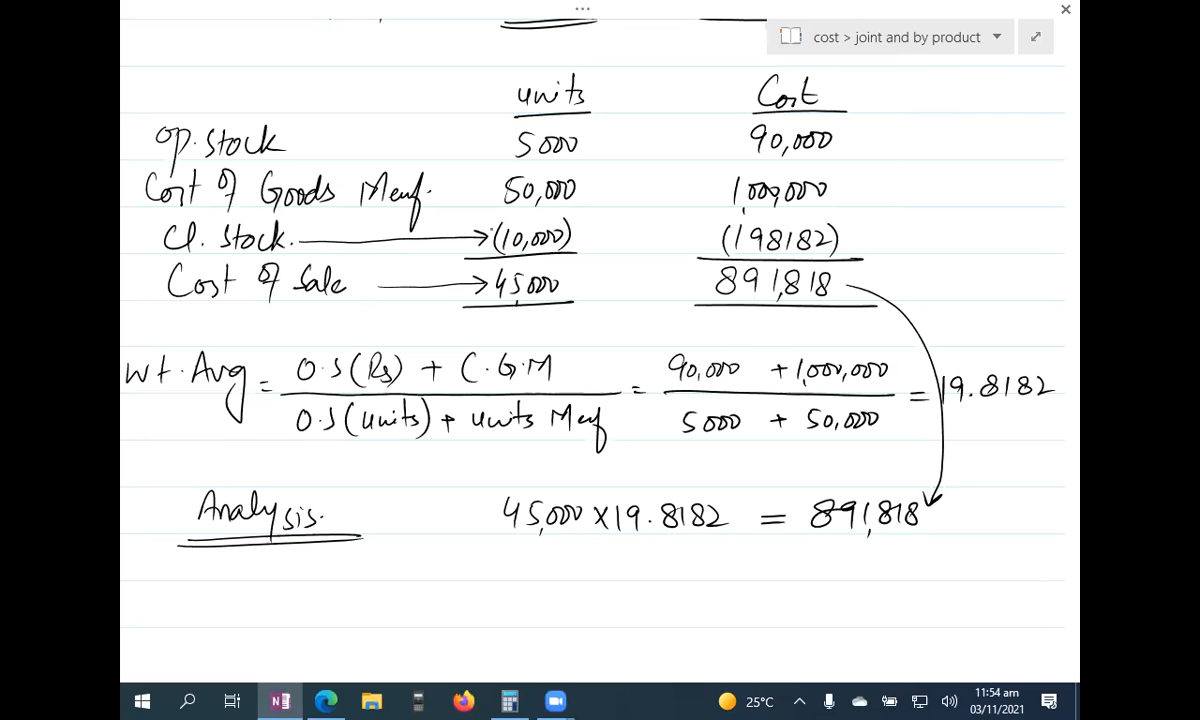 cost > joint and by product
units Cost
Op. Stock 5000 90,000
Cost of Goods Menf. 50,000 1,000,000
Cl. Stock. (10,000) (198182)
Cost of Sale 45,000 891,818
Wt. Avg = O.S (Rs) + C.G.M / O.S (units) + units Menf = 90,000 + 1,000,000 / 5000 + 50,000 = 19.8182
Analysis. 45,000 x 19.8182 = 891,818
25°C
11:54 am
03/11/2021